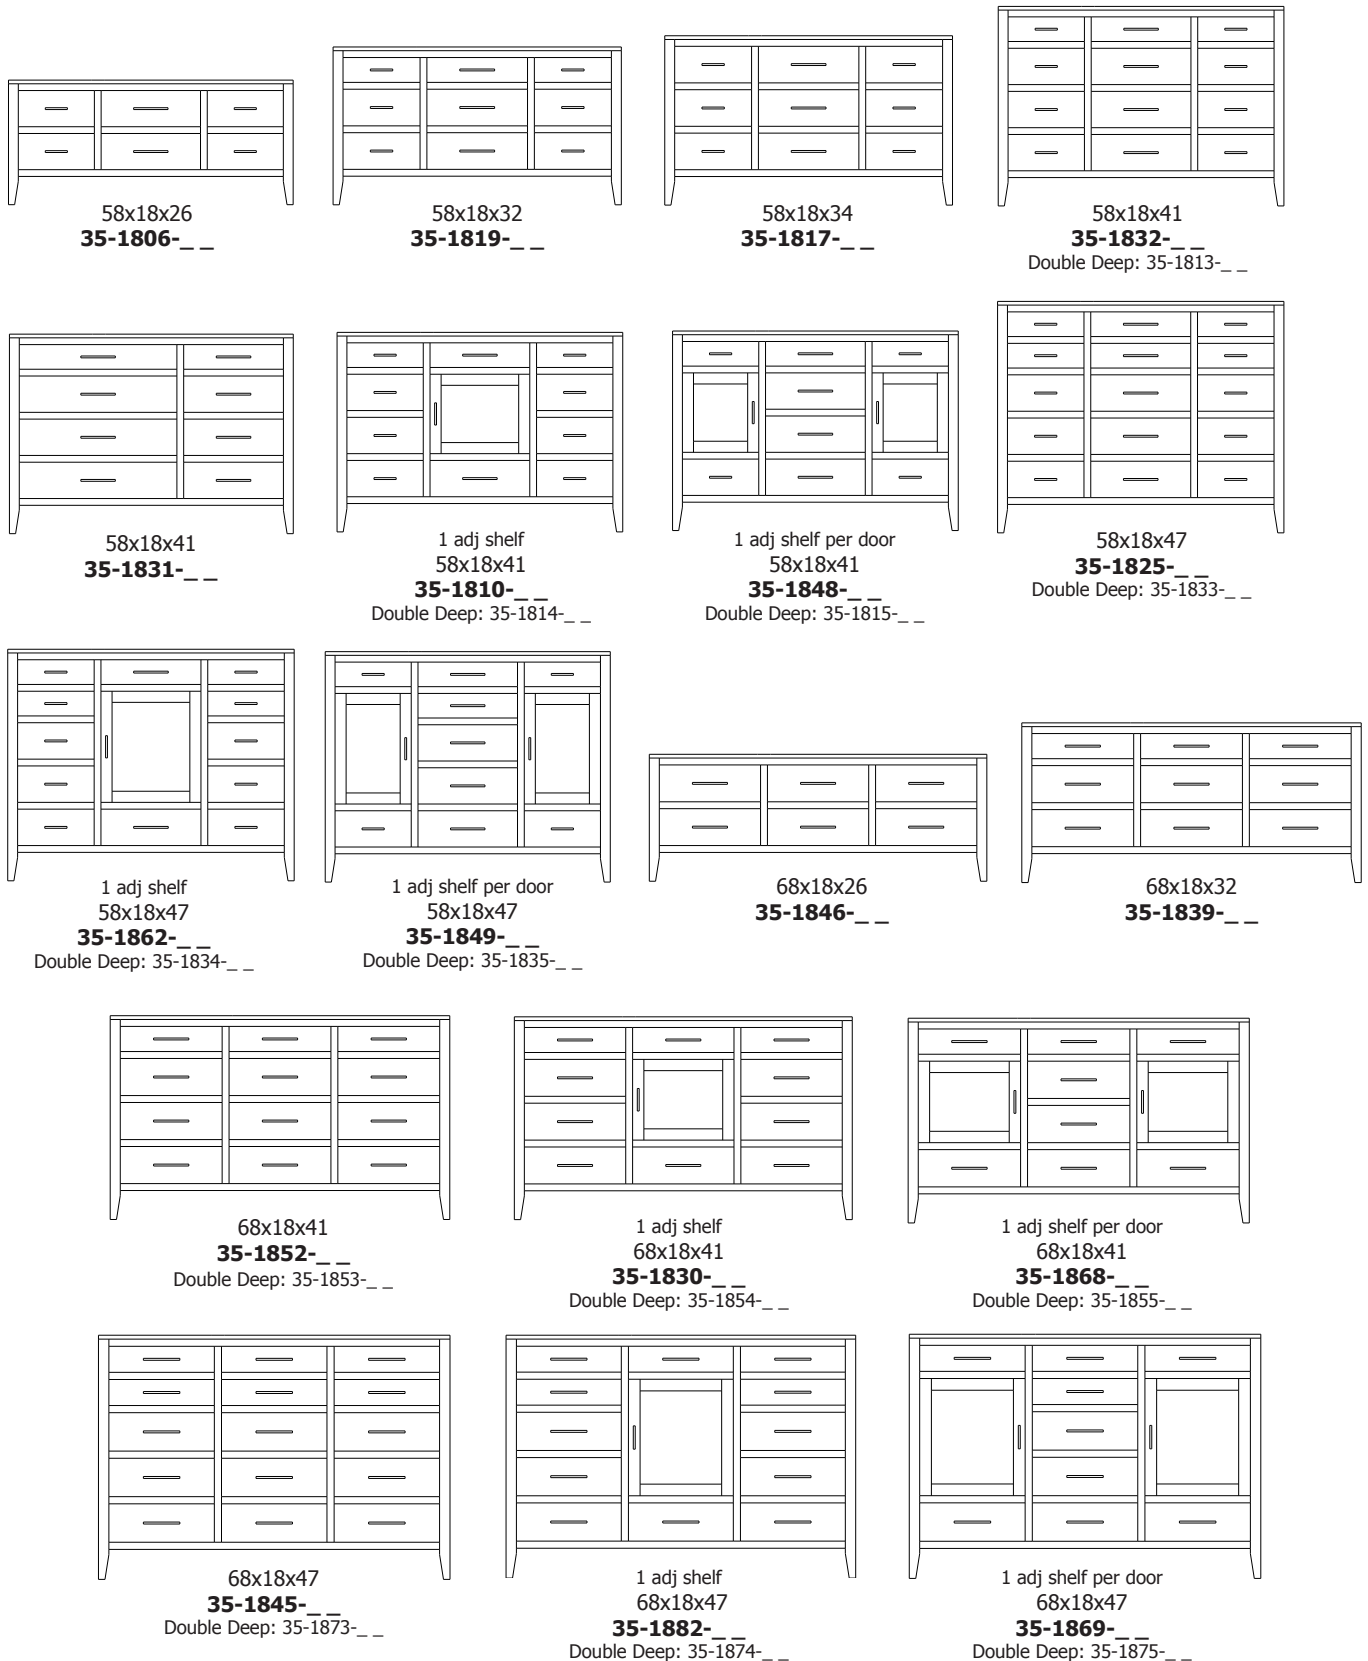 58x18x26
35-1806-_ _
58x18x32
35-1819-_ _
58x18x34
35-1817-_ _
58x18x41
35-1832-_ _
Double Deep: 35-1813-_ _
58x18x41
35-1831-_ _
1 adj shelf
58x18x41
35-1810-_ _
Double Deep: 35-1814-_ _
1 adj shelf per door
58x18x41
35-1848-_ _
Double Deep: 35-1815-_ _
58x18x47
35-1825-_ _
Double Deep: 35-1833-_ _
1 adj shelf
58x18x47
35-1862-_ _
Double Deep: 35-1834-_ _
1 adj shelf per door
58x18x47
35-1849-_ _
Double Deep: 35-1835-_ _
68x18x26
35-1846-_ _
68x18x32
35-1839-_ _
68x18x41
35-1852-_ _
Double Deep: 35-1853-_ _
1 adj shelf
68x18x41
35-1830-_ _
Double Deep: 35-1854-_ _
1 adj shelf per door
68x18x41
35-1868-_ _
Double Deep: 35-1855-_ _
68x18x47
35-1845-_ _
Double Deep: 35-1873-_ _
1 adj shelf
68x18x47
35-1882-_ _
Double Deep: 35-1874-_ _
1 adj shelf per door
68x18x47
35-1869-_ _
Double Deep: 35-1875-_ _